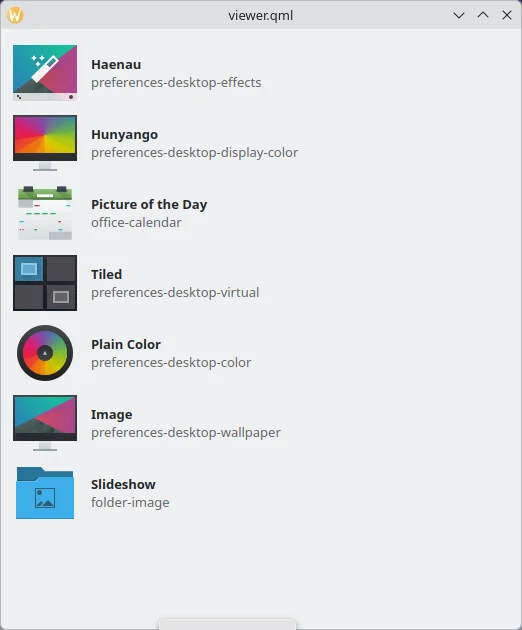 viewer.qml
Haenau
preferences-desktop-effects
Hunyango
preferences-desktop-display-color
Picture of the Day
office-calendar
Tiled
preferences-desktop-virtual
Plain Color
preferences-desktop-color
Image
preferences-desktop-wallpaper
Slideshow
folder-image